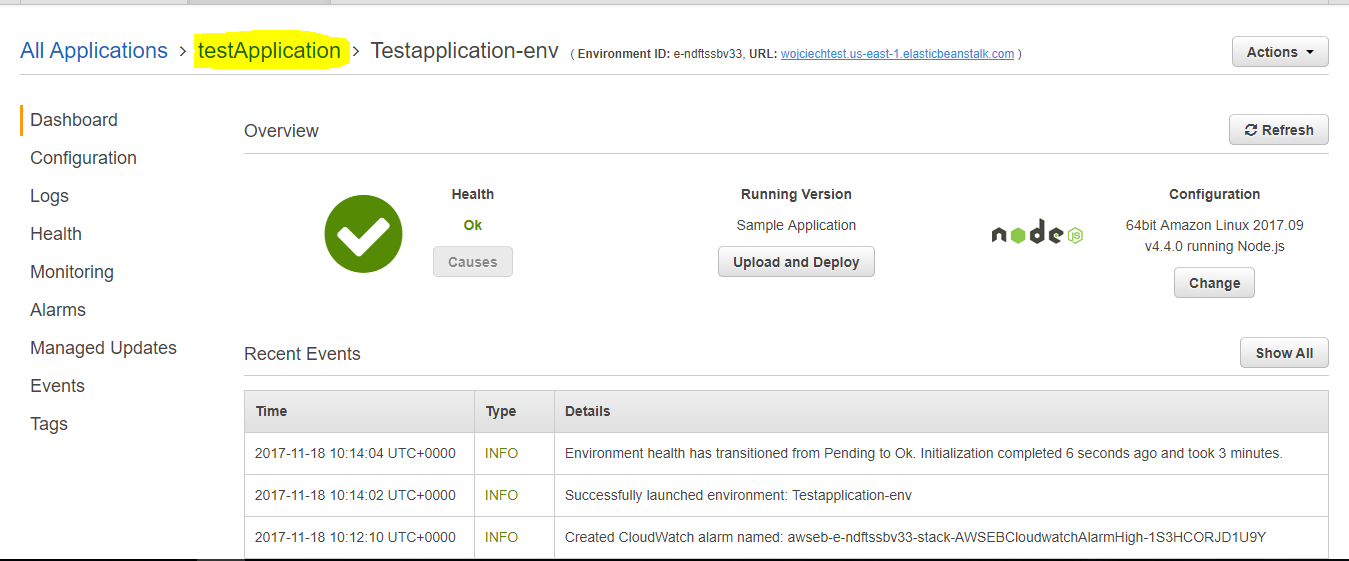 All Applications > testApplication > Testapplication-env ( Environment ID: e-ndftssbv33, URL: wojciechtest.us-east-1.elasticbeanstalk.com ) Actions
Dashboard
Configuration
Logs
Health
Monitoring
Alarms
Managed Updates
Events
Tags
Overview Refresh
Health
Ok
Causes
Running Version
Sample Application
Upload and Deploy
node JS
Configuration
64bit Amazon Linux 2017.09
v4.4.0 running Node.js
Change
Recent Events Show All
Time Type Details
2017-11-18 10:14:04 UTC+0000 INFO Environment health has transitioned from Pending to Ok. Initialization completed 6 seconds ago and took 3 minutes.
2017-11-18 10:14:02 UTC+0000 INFO Successfully launched environment: Testapplication-env
2017-11-18 10:12:10 UTC+0000 INFO Created CloudWatch alarm named: awseb-e-ndftssbv33-stack-AWSEBCloudwatchAlarmHigh-1S3HCORJD1U9Y